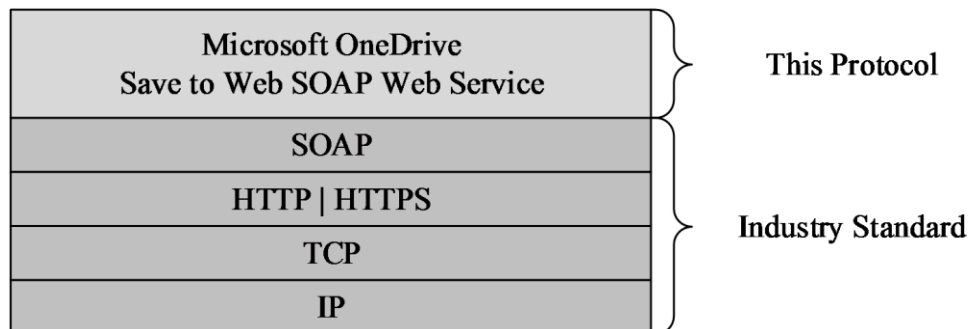 Microsoft OneDrive
Save to Web SOAP Web Service
This Protocol
SOAP
HTTP | HTTPS
TCP
IP
Industry Standard